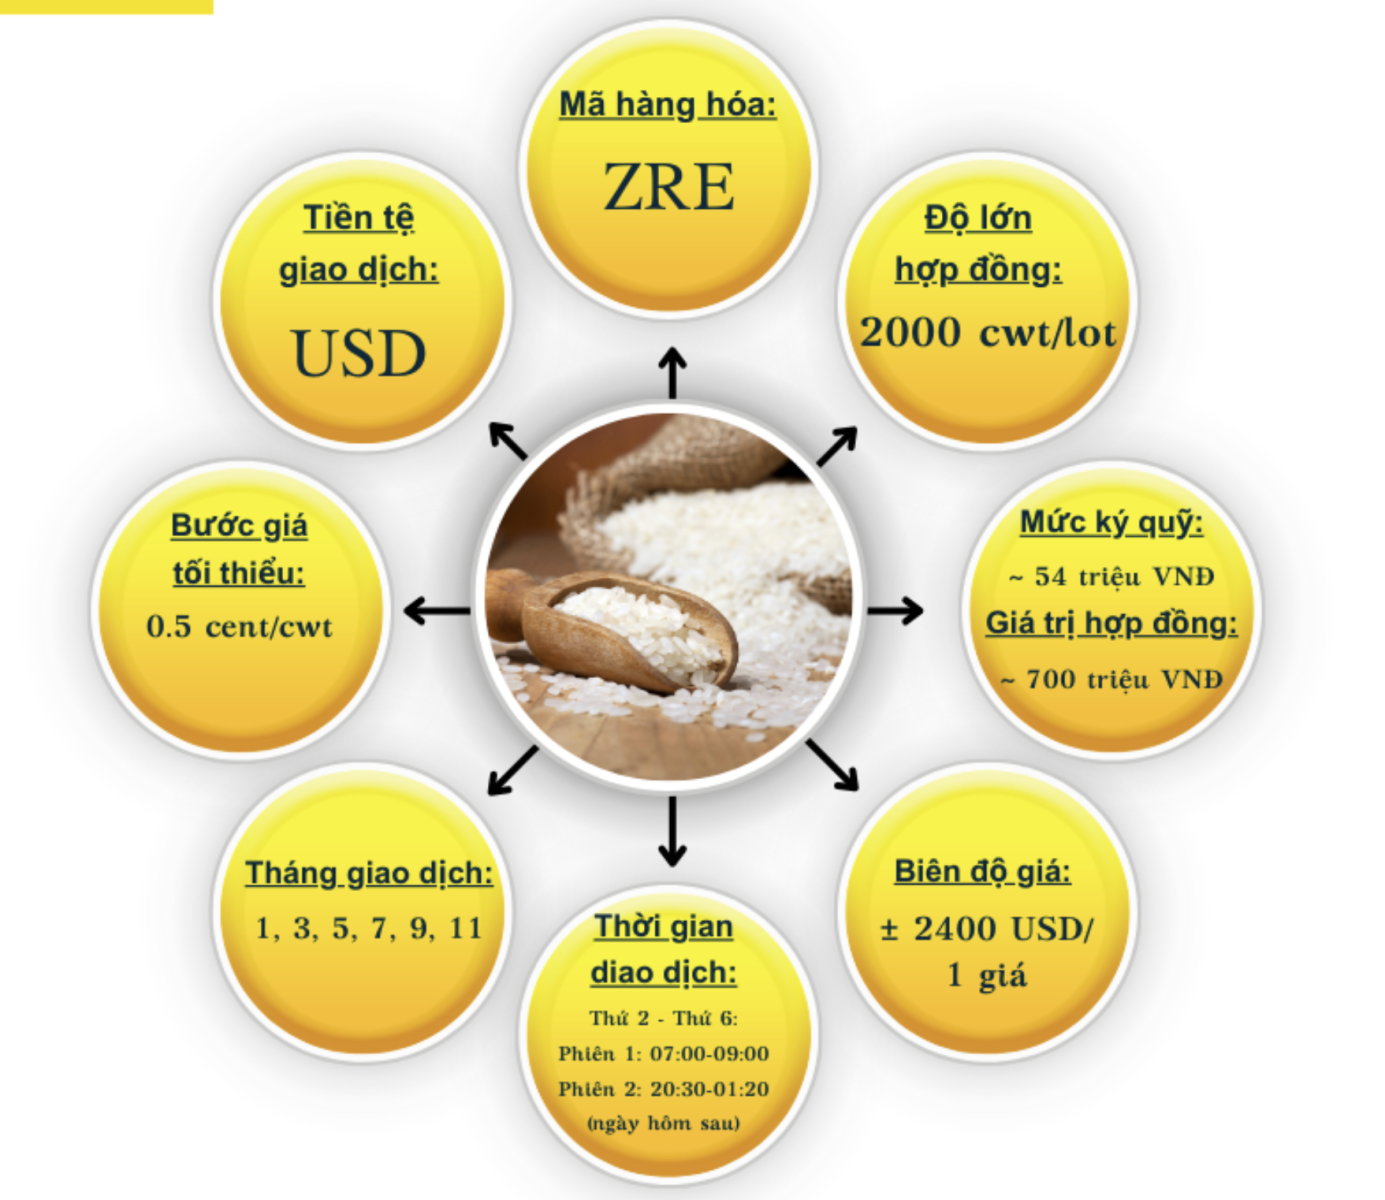 Mã hàng hóa:
ZRE
Độ lớn
hợp đồng:
2000 cwt/lot
Mức ký quỹ:
~ 54 triệu VNĐ
Giá trị hợp đồng:
~ 700 triệu VNĐ
Biên độ giá:
± 2400 USD/
1 giá
Thời gian
diao dịch:
Thứ 2 - Thứ 6:
Phiên 1: 07:00-09:00
Phiên 2: 20:30-01:20
(ngày hôm sau)
Tháng giao dịch:
1, 3, 5, 7, 9, 11
Bước giá
tối thiểu:
0.5 cent/cwt
Tiền tệ
giao dịch:
USD